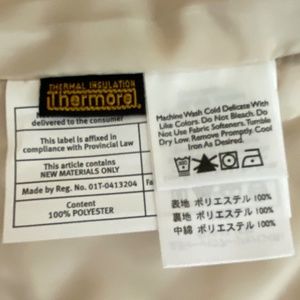 THERMAL INSULATION
Thermore
delivered to the consumer
This label is affixed in
compliance with Provincial Law
This article contains
NEW MATERIALS ONLY
Made by Reg. No. 01T-0413204
Content
100% POLYESTER
Machine Wash Cold Delicate With
Like Colors. Do Not Bleach. Do
Not Use Fabric Softeners. Tumble
Dry Low. Remove Promptly. Cool
Iron As Desired.
表地 ポリエステル 100%
裏地 ポリエステル 100%
中綿 ポリエステル 100%